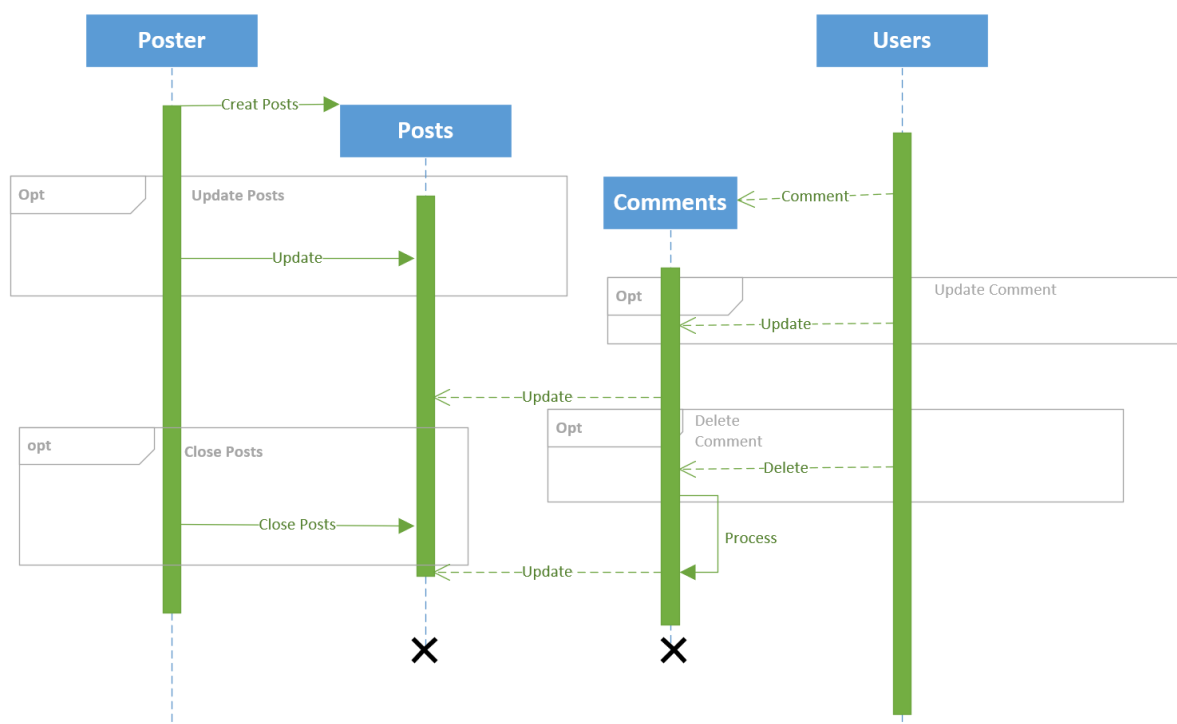 Poster
Users
Creat Posts
Posts
Opt
Update Posts
Comment
Comments
Update
Opt
Update Comment
Update
Update
Opt
Delete
Comment
opt
Close Posts
Delete
Close Posts
Process
Update